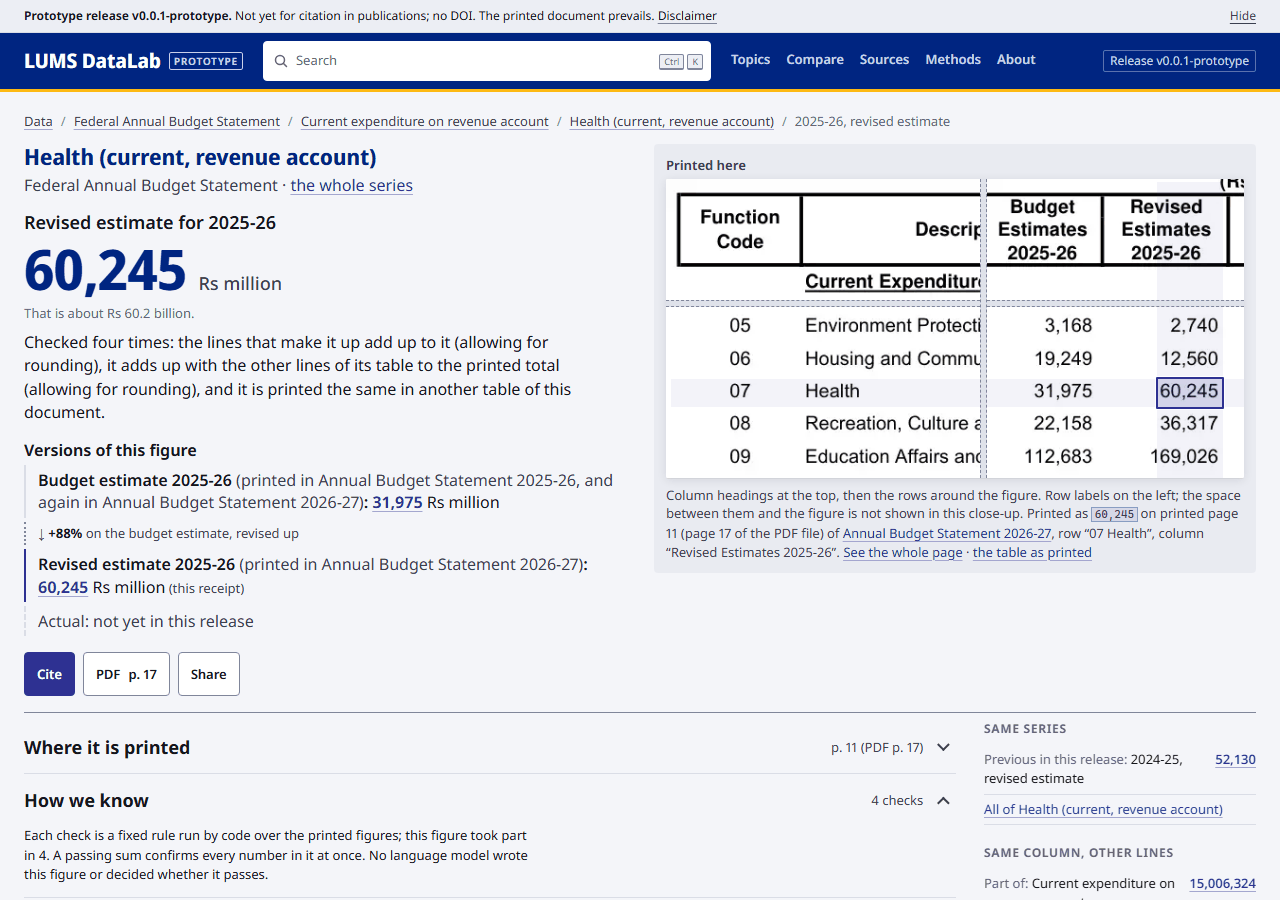 Prototype release v0.0.1-prototype. Not yet for citation in publications; no DOI. The printed document prevails. Disclaimer
Hide
LUMS DataLab PROTOTYPE
Search
Ctrl K
Topics Compare Sources Methods About
Release v0.0.1-prototype
Data / Federal Annual Budget Statement / Current expenditure on revenue account / Health (current, revenue account) / 2025-26, revised estimate
Health (current, revenue account)
Federal Annual Budget Statement · the whole series
Revised estimate for 2025-26
60,245 Rs million
That is about Rs 60.2 billion.
Checked four times: the lines that make it up add up to it (allowing for
rounding), it adds up with the other lines of its table to the printed total
(allowing for rounding), and it is printed the same in another table of this
document.
Versions of this figure
Budget estimate 2025-26 (printed in Annual Budget Statement 2025-26, and
again in Annual Budget Statement 2026-27): 31,975 Rs million
↓ +88% on the budget estimate, revised up
Revised estimate 2025-26 (printed in Annual Budget Statement 2026-27):
60,245 Rs million (this receipt)
Actual: not yet in this release
Cite
PDF p. 17
Share
Printed here
Function
Code
Descrip
Budget
Estimates
2025-26
Revised
Estimates
2025-26
Current Expenditure
05 Environment Protecti 3,168 2,740
06 Housing and Commu 19,249 12,560
07 Health 31,975 60,245
08 Recreation, Culture a 22,158 36,317
09 Education Affairs and 112,683 169,026
Column headings at the top, then the rows around the figure. Row labels on the left; the space
between them and the figure is not shown in this close-up. Printed as 60,245 on printed page
11 (page 17 of the PDF file) of Annual Budget Statement 2026-27, row “07 Health”, column
“Revised Estimates 2025-26”. See the whole page · the table as printed
Where it is printed
p. 11 (PDF p. 17)
How we know
4 checks
Each check is a fixed rule run by code over the printed figures; this figure took part
in 4. A passing sum confirms every number in it at once. No language model wrote
this figure or decided whether it passes.
SAME SERIES
Previous in this release: 2024-25, 52,130
revised estimate
All of Health (current, revenue account)
SAME COLUMN, OTHER LINES
Part of: Current expenditure on 15,006,324